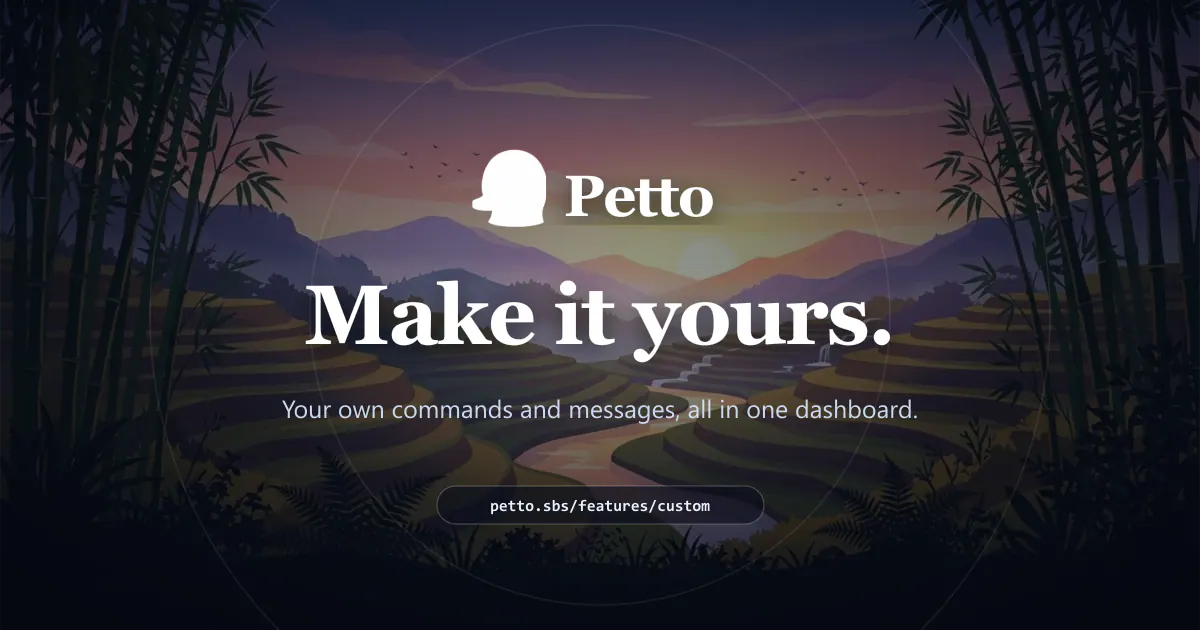 Petto
Make it yours.
Your own commands and messages, all in one dashboard.
petto.sbs/features/custom